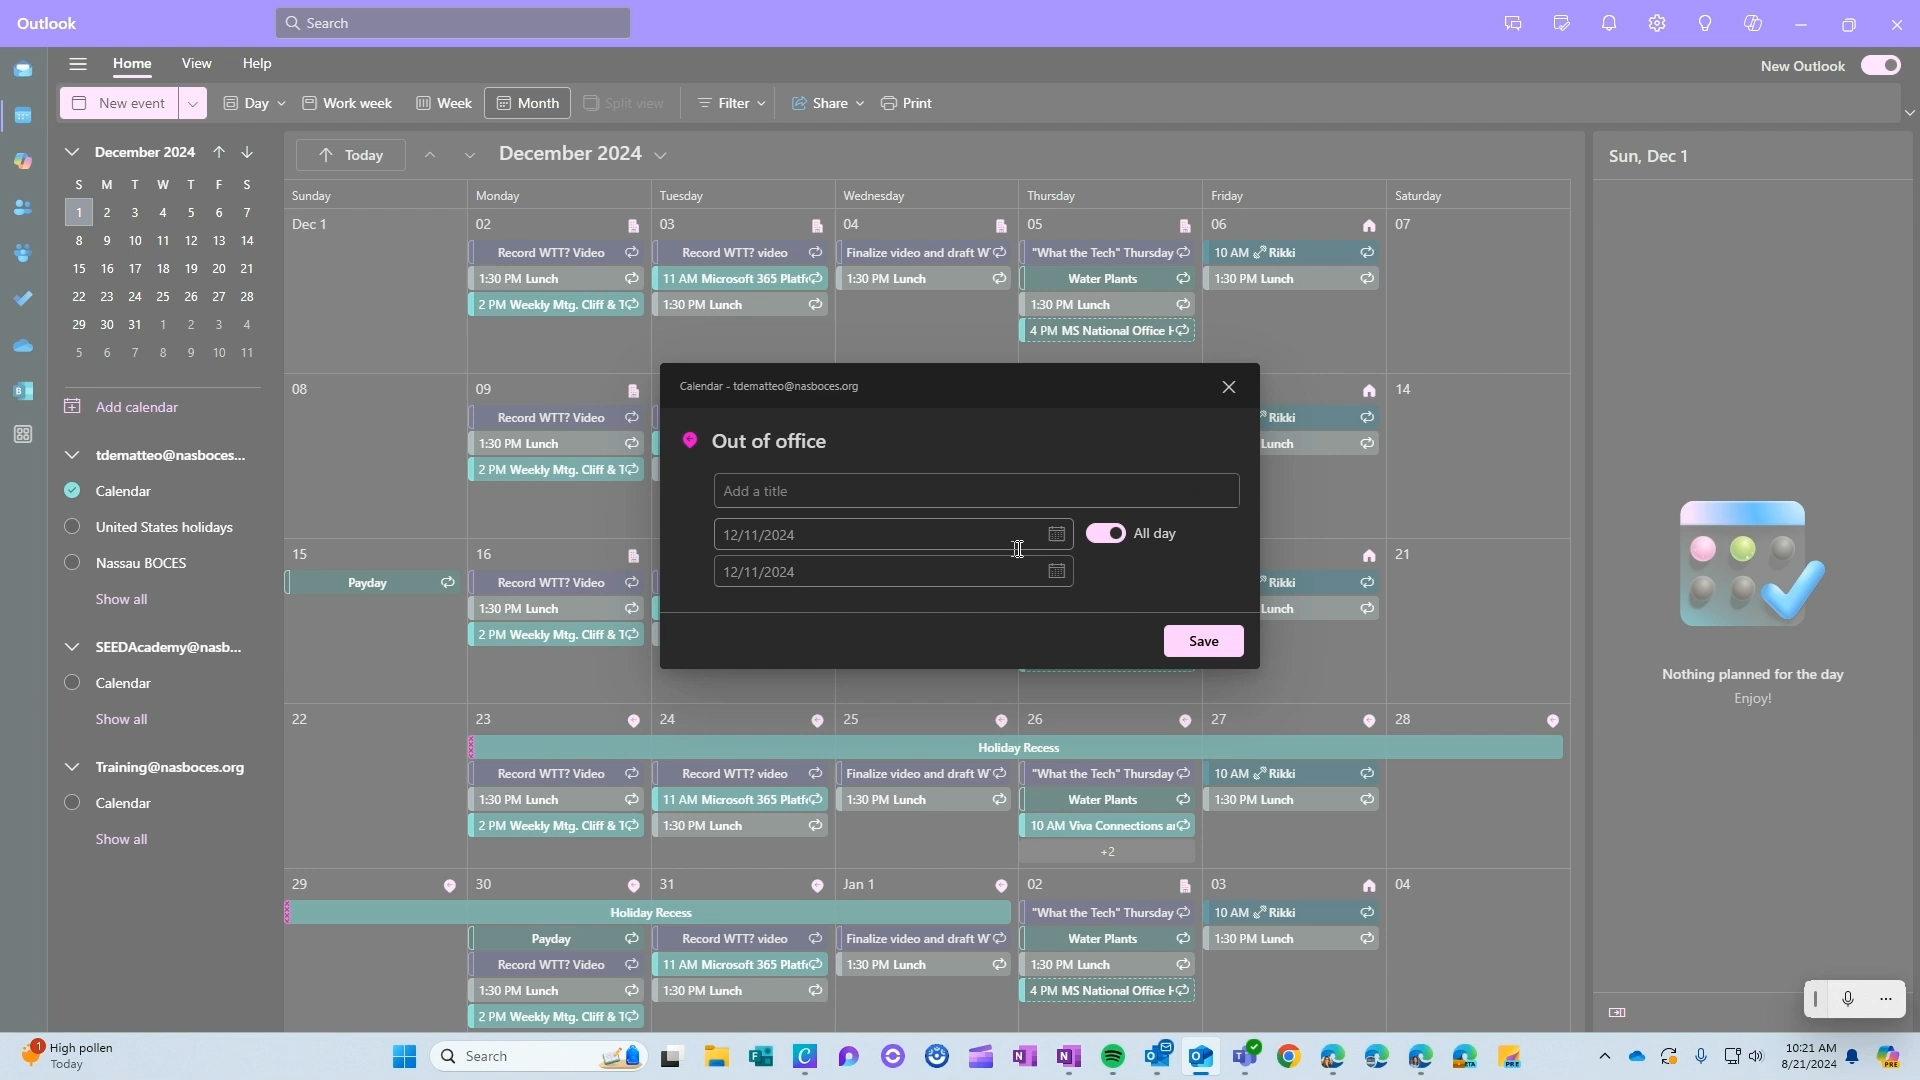 Outlook
Search
Home View Help
New Outlook
New event Day Work week Week Month Split view Filter Share Print
December 2024
S M T W T F S
1 2 3 4 5 6 7
8 9 10 11 12 13 14
15 16 17 18 19 20 21
22 23 24 25 26 27 28
29 30 31 1 2 3 4
5 6 7 8 9 10 11
Add calendar
tdematteo@nasboces...
Calendar
United States holidays
Nassau BOCES
Show all
SEEDAcademy@nasb...
Calendar
Show all
Training@nasboces.org
Calendar
Show all
Today December 2024
Sunday Monday Tuesday Wednesday Thursday Friday Saturday
Dec 1 02 03 04 05 06 07
Record WTT? Video Record WTT? video Finalize video and draft W "What the Tech" Thursday 10 AM Rikki
1:30 PM Lunch 11 AM Microsoft 365 Platf 1:30 PM Lunch Water Plants 1:30 PM Lunch
2 PM Weekly Mtg. Cliff & T 1:30 PM Lunch 1:30 PM Lunch
4 PM MS National Office H
08 09 14
Record WTT? Video Rikki
1:30 PM Lunch Lunch
2 PM Weekly Mtg. Cliff & T
15 16 21
Payday Record WTT? Video Rikki
1:30 PM Lunch Lunch
2 PM Weekly Mtg. Cliff & T
Calendar - tdematteo@nasboces.org
Out of office
Add a title
12/11/2024 All day
12/11/2024
Save
22 23 24 25 26 27 28
Holiday Recess
Record WTT? Video Record WTT? video Finalize video and draft W "What the Tech" Thursday 10 AM Rikki
1:30 PM Lunch 11 AM Microsoft 365 Platf 1:30 PM Lunch Water Plants 1:30 PM Lunch
2 PM Weekly Mtg. Cliff & T 1:30 PM Lunch 10 AM Viva Connections a
+2
29 30 31 Jan 1 02 03 04
Holiday Recess "What the Tech" Thursday 10 AM Rikki
Payday Record WTT? video Finalize video and draft W Water Plants 1:30 PM Lunch
Record WTT? Video 11 AM Microsoft 365 Platf 1:30 PM Lunch 1:30 PM Lunch
1:30 PM Lunch 1:30 PM Lunch 4 PM MS National Office H
2 PM Weekly Mtg. Cliff & T
Sun, Dec 1
Nothing planned for the day
Enjoy!
1
High pollen
Today
Search
10:21 AM
8/21/2024